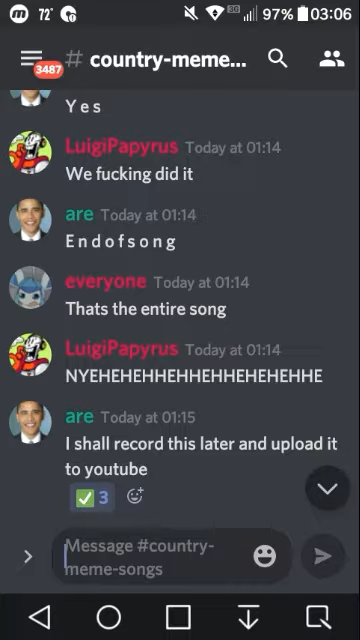 72° 3G 97% 03:06
3487 # country-meme...
Y e s
LuigiPapyrus Today at 01:14
We fucking did it
are Today at 01:14
E n d o f s o n g
everyone Today at 01:14
Thats the entire song
LuigiPapyrus Today at 01:14
NYEHEHEHHEHHEHHEHEHEHHE
are Today at 01:15
I shall record this later and upload it
to youtube
3
Message #country-
meme-songs